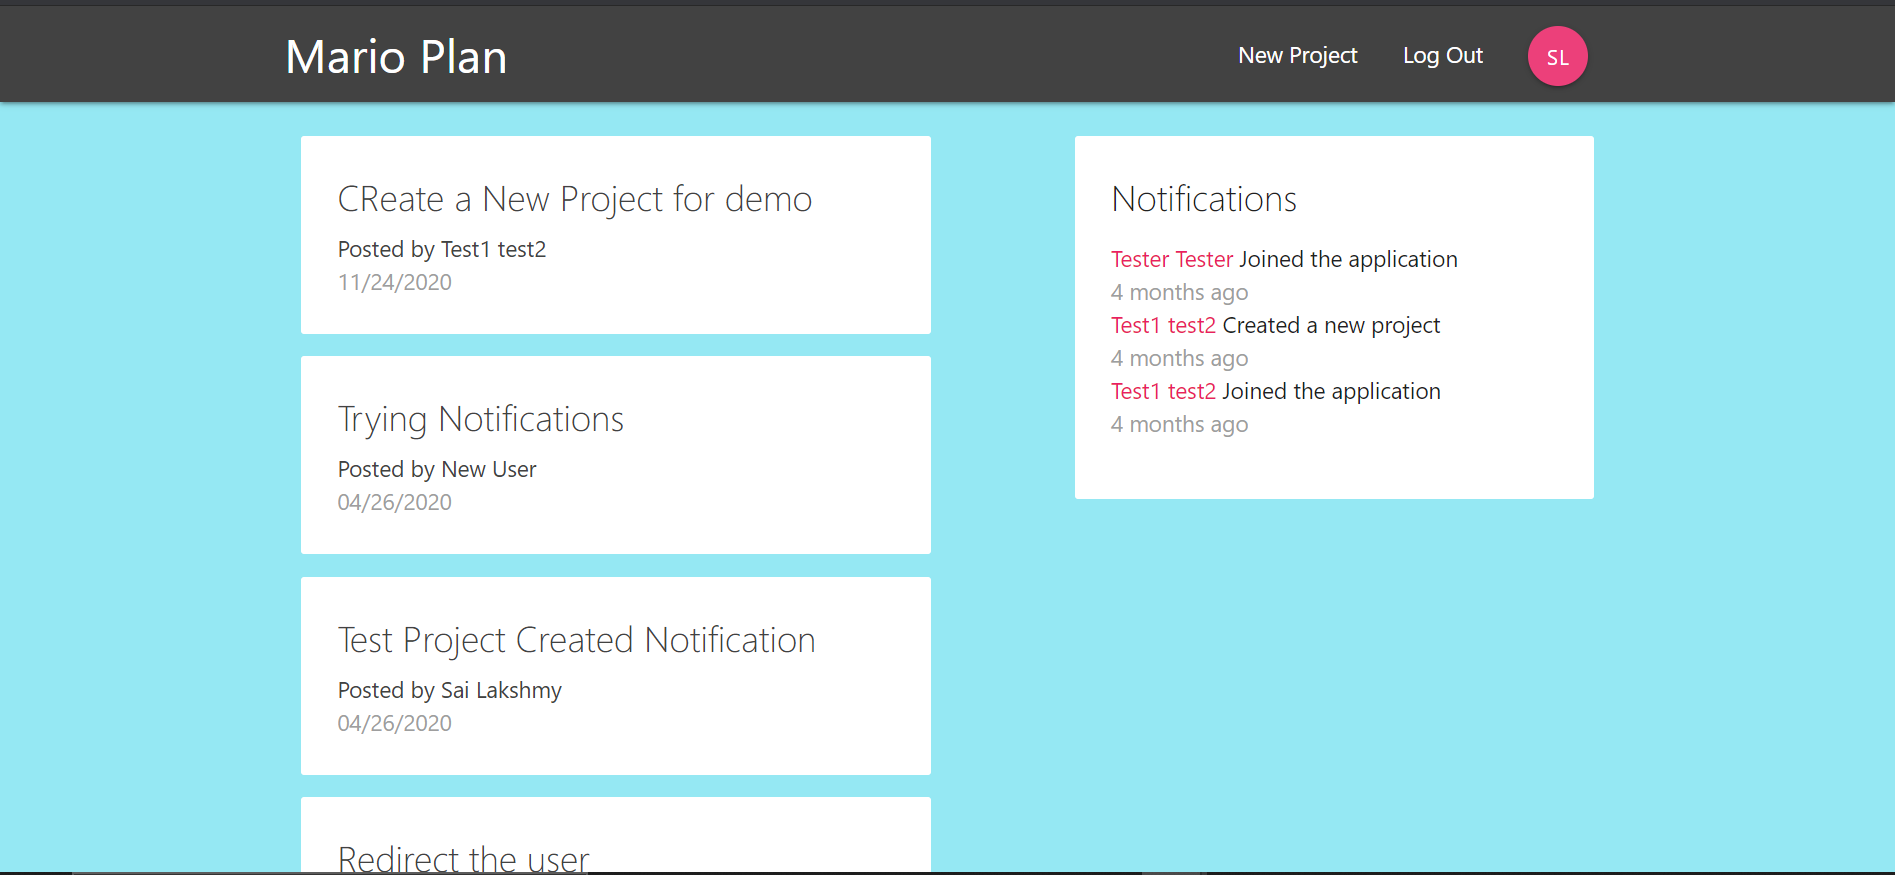 Mario Plan
New Project
Log Out
SL
CReate a New Project for demo
Posted by Test1 test2
11/24/2020
Trying Notifications
Posted by New User
04/26/2020
Test Project Created Notification
Posted by Sai Lakshmy
04/26/2020
Redirect the user
Notifications
Tester Tester Joined the application
4 months ago
Test1 test2 Created a new project
4 months ago
Test1 test2 Joined the application
4 months ago